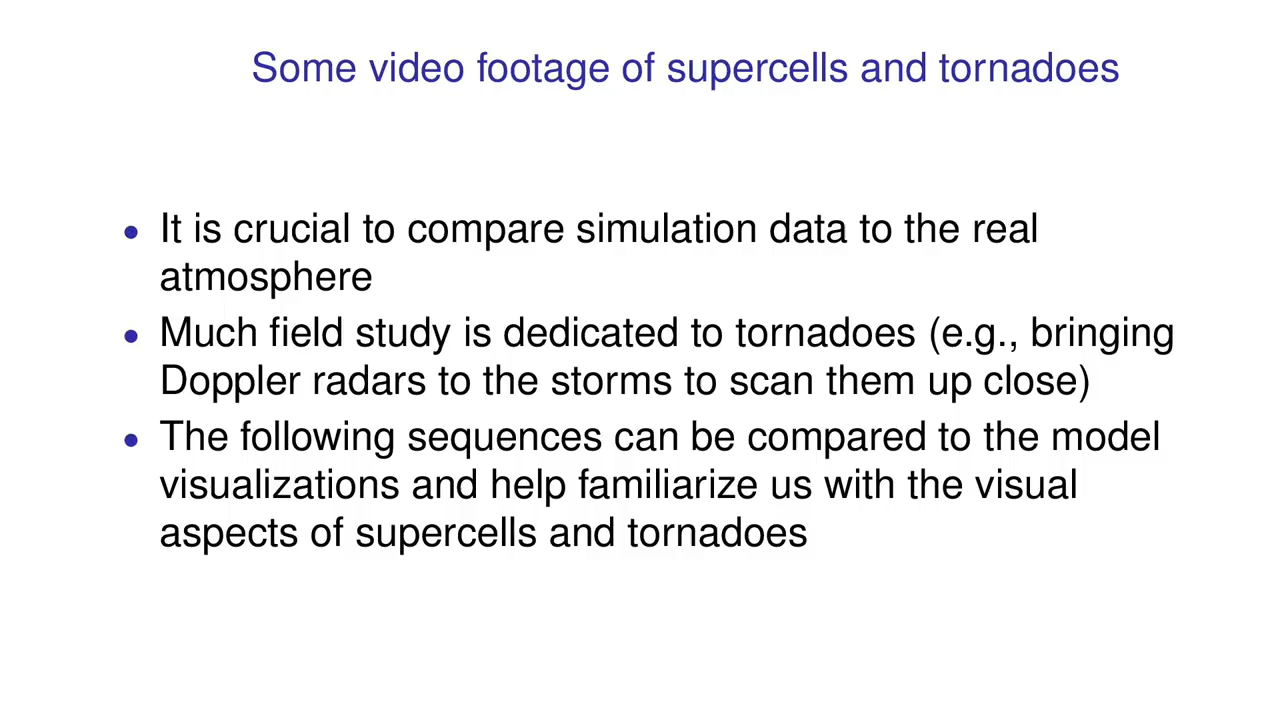 Some video footage of supercells and tornadoes
• It is crucial to compare simulation data to the real
atmosphere
• Much field study is dedicated to tornadoes (e.g., bringing
Doppler radars to the storms to scan them up close)
• The following sequences can be compared to the model
visualizations and help familiarize us with the visual
aspects of supercells and tornadoes